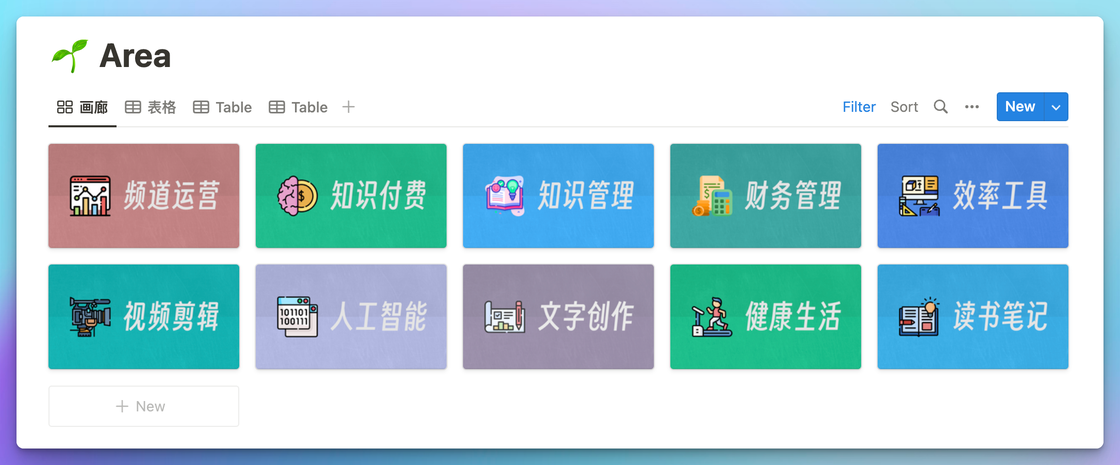 Area
画廊 表格 Table Table
Filter Sort New
频道运营 知识付费 知识管理 财务管理 效率工具
视频剪辑 人工智能 文字创作 健康生活 读书笔记
101101
100111
New